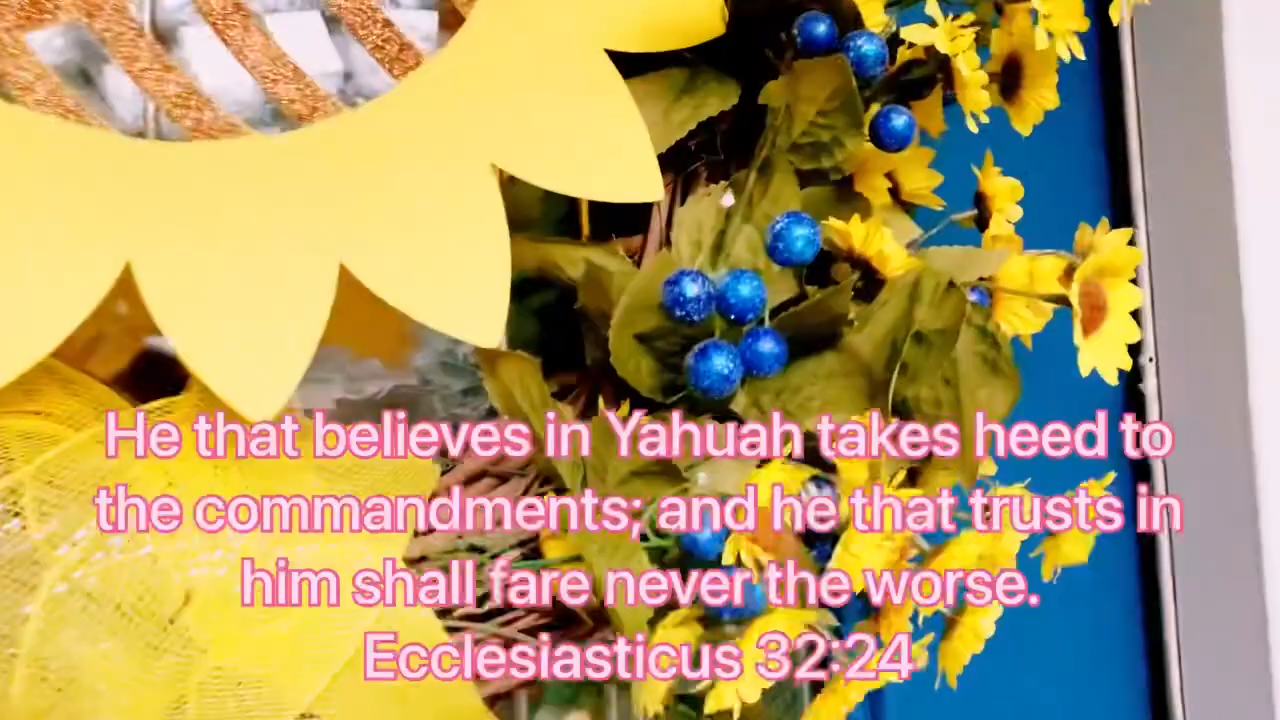 He that believes in Yahuah takes heed to
the commandments; and he that trusts in
him shall fare never the worse.
Ecclesiasticus 32:24